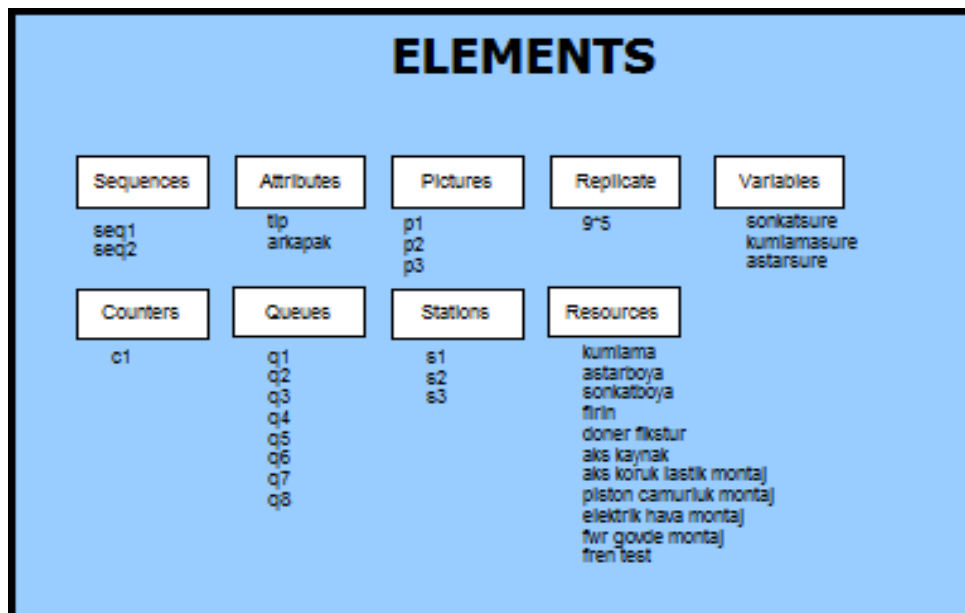 ELEMENTS
Sequences
seq1
seq2
Attributes
tip
arkapak
Pictures
p1
p2
p3
Replicate
9*5
Variables
sonkatsure
kumlamasure
astarsure
Counters
c1
Queues
q1
q2
q3
q4
q5
q6
q7
q8
Stations
s1
s2
s3
Resources
kumlama
astarboya
sonkatboya
firin
doner fikstur
aks kaynak
aks koruk lastik montaj
piston camurluk montaj
elektrik hava montaj
fwr govde montaj
fren test